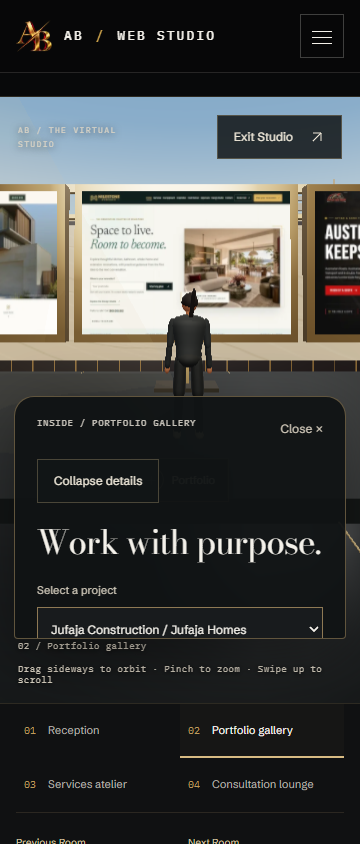 AB
AB / WEB STUDIO
AB / THE VIRTUAL
STUDIO
Exit Studio
Space to live.
Room to become.
AUSTR
KEEPS
INSIDE / PORTFOLIO GALLERY
Close ×
Collapse details
Portfolio
Work with purpose.
Select a project
Jufaja Construction / Jufaja Homes
02 / Portfolio gallery
Drag sideways to orbit · Pinch to zoom · Swipe up to
scroll
01 Reception
02 Portfolio gallery
03 Services atelier
04 Consultation lounge
Previous Room
Next Room